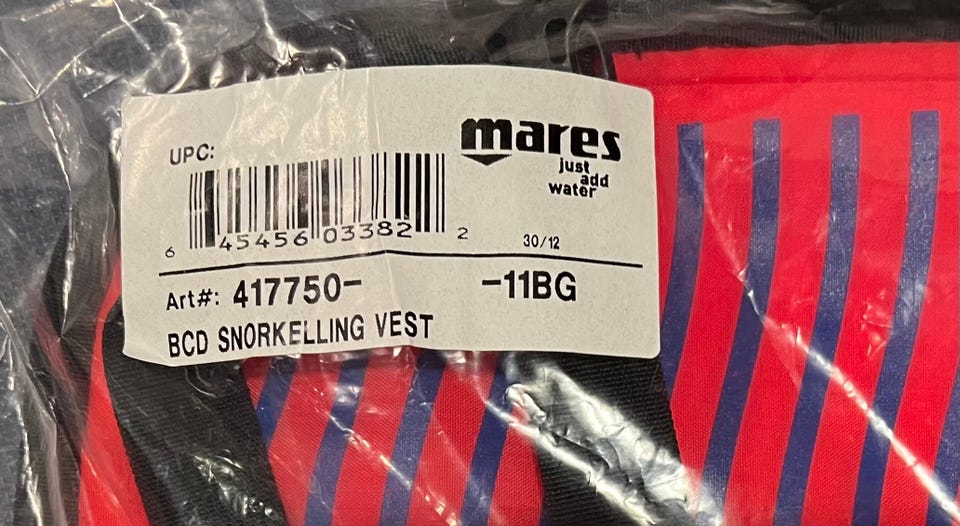 mares
just
add
water
UPC:
6 45456 03382 2
30/12
Art#: 417750- -11BG
BCD SNORKELLING VEST